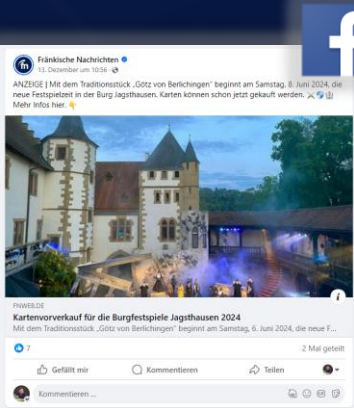 f
fn
Fränkische Nachrichten
13. Dezember um 10:56
ANZEIGE | Mit dem Traditionsstück „Götz von Berlichingen" beginnt am Samstag, 8. Juni 2024, die
neue Festspielzeit in der Burg Jagsthausen. Karten können schon jetzt gekauft werden.
Mehr Infos hier. 👇
i
FNWEB.DE
Kartenvorverkauf für die Burgfestspiele Jagsthausen 2024
Mit dem Traditionsstück „Götz von Berlichingen" beginnt am Samstag, 6. Juni 2024, die neue F...
7
2 Mal geteilt
Gefällt mir Kommentieren Teilen
Kommentieren ...